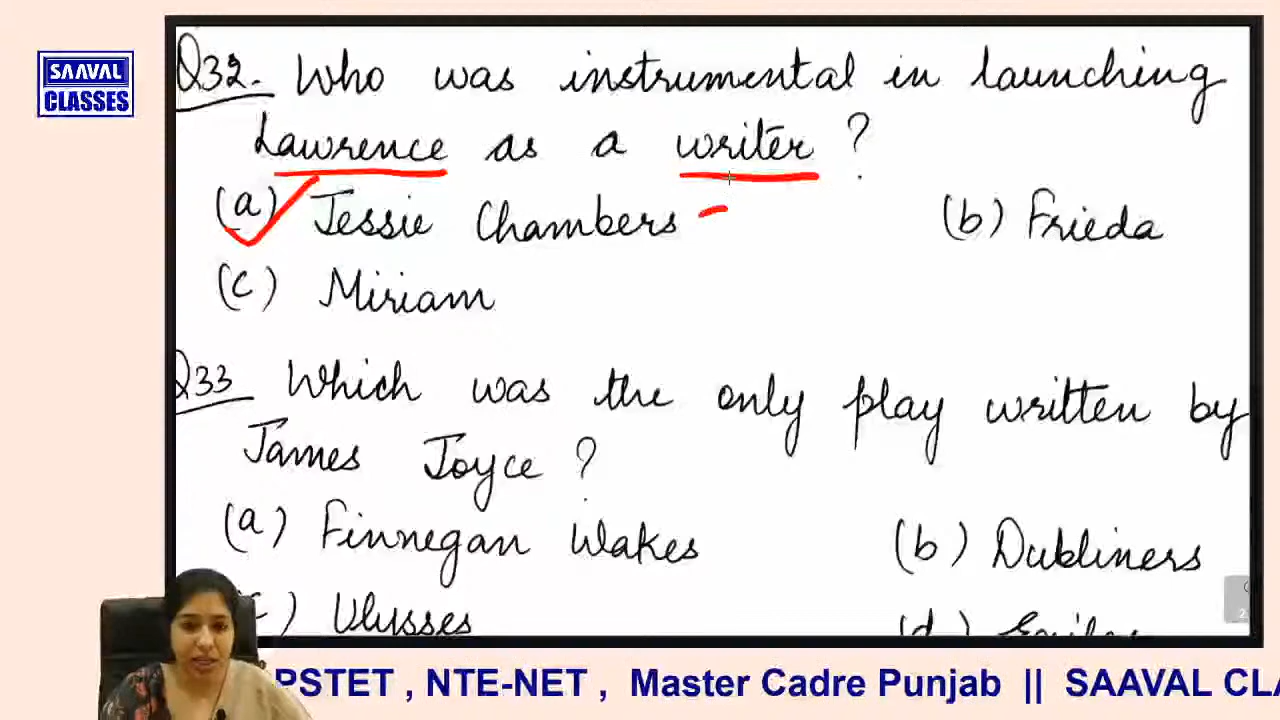 SAAVAL
CLASSES
Q32. Who was instrumental in launching
Lawrence as a writer ?
(a) Jessie Chambers - (b) Frieda
(c) Miriam
Q33 Which was the only play written by
James Joyce ?
(a) Finnegan Wakes (b) Dubliners
c) Ulysses (d)
PSTET , NTE-NET , Master Cadre Punjab || SAAVAL CLA